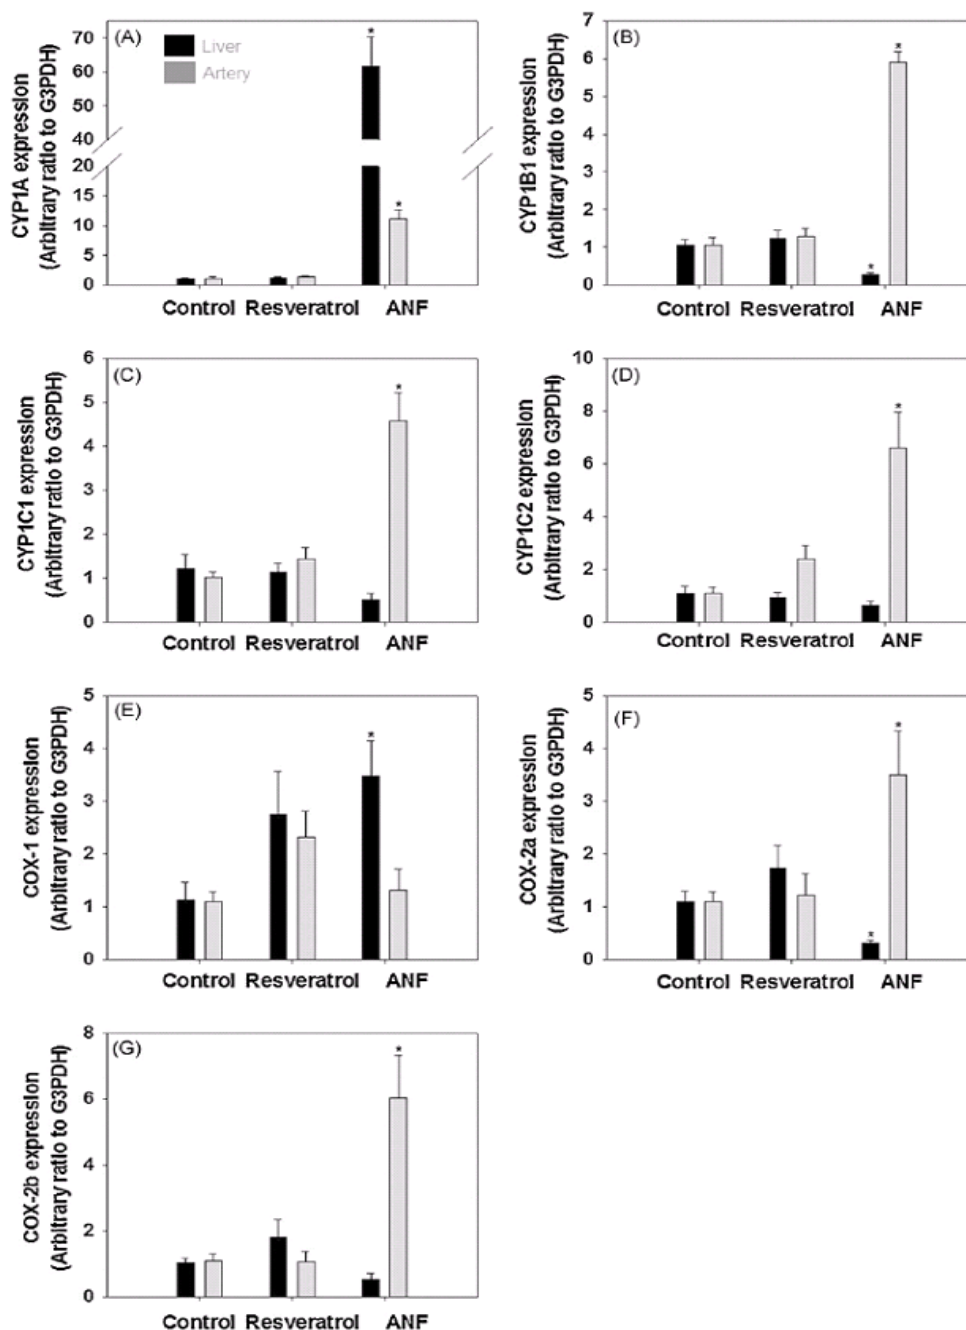 (A)
Liver
Artery
CYP1A expression
(Arbitrary ratio to G3PDH)
70
60
50
40
20
15
10
5
0
*
*
Control Resveratrol ANF
(B)
CYP1B1 expression
(Arbitrary ratio to G3PDH)
7
6
5
4
3
2
1
0
*
*
Control Resveratrol ANF
(C)
CYP1C1 expression
(Arbitrary ratio to G3PDH)
6
5
4
3
2
1
0
*
Control Resveratrol ANF
(D)
CYP1C2 expression
(Arbitrary ratio to G3PDH)
10
8
6
4
2
0
*
Control Resveratrol ANF
(E)
COX-1 expression
(Arbitrary ratio to G3PDH)
5
4
3
2
1
0
*
Control Resveratrol ANF
(F)
COX-2a expression
(Arbitrary ratio to G3PDH)
5
4
3
2
1
0
*
*
Control Resveratrol ANF
(G)
COX-2b expression
(Arbitrary ratio to G3PDH)
8
6
4
2
0
*
Control Resveratrol ANF